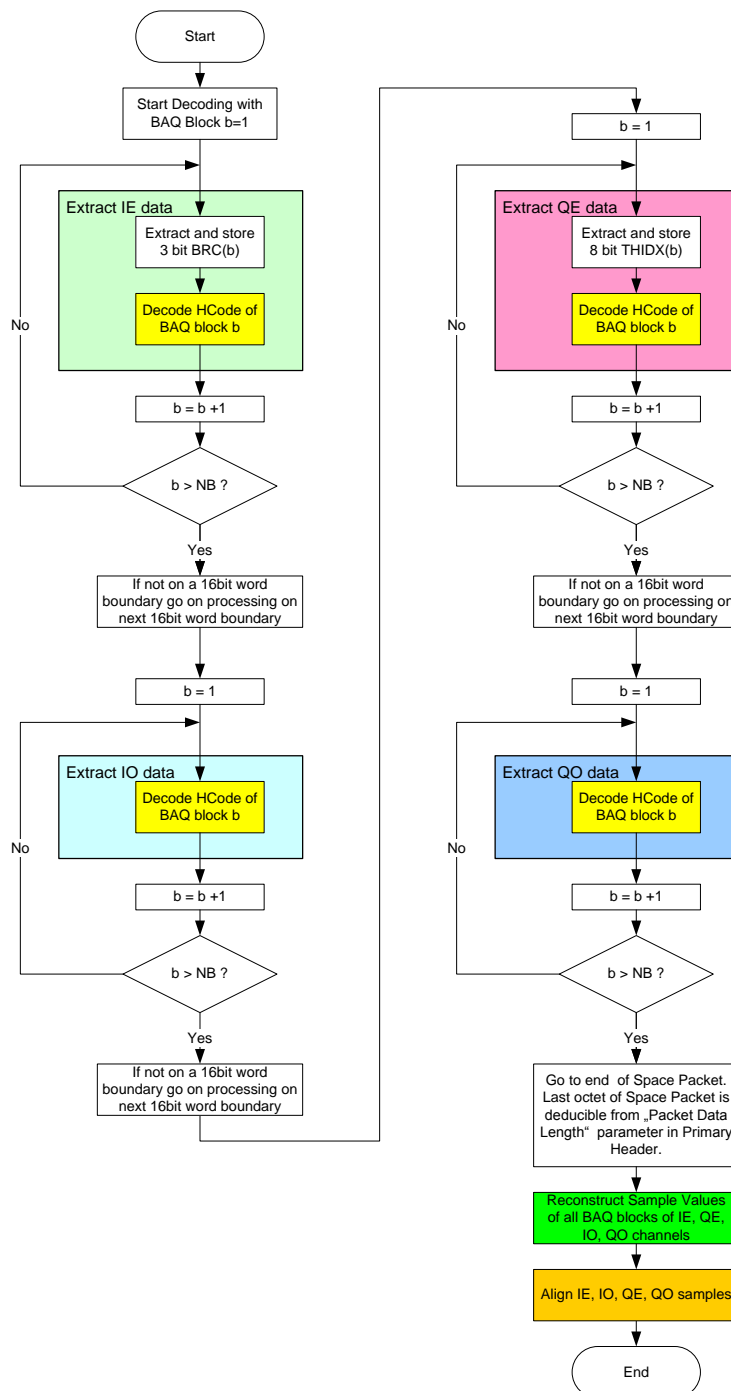 Start
Start Decoding with
BAQ Block b=1
Extract IE data
Extract and store
3 bit BRC(b)
Decode HCode of
BAQ block b
No
b = b +1
b > NB ?
Yes
If not on a 16bit word
boundary go on processing on
next 16bit word boundary
b = 1
Extract IO data
Decode HCode of
BAQ block b
No
b = b +1
b > NB ?
Yes
If not on a 16bit word
boundary go on processing on
next 16bit word boundary
b = 1
Extract QE data
Extract and store
8 bit THIDX(b)
Decode HCode of
BAQ block b
No
b = b +1
b > NB ?
Yes
If not on a 16bit word
boundary go on processing on
next 16bit word boundary
b = 1
Extract QO data
Decode HCode of
BAQ block b
No
b = b +1
b > NB ?
Yes
Go to end of Space Packet.
Last octet of Space Packet is
deducible from „Packet Data
Length“ parameter in Primary
Header.
Reconstruct Sample Values
of all BAQ blocks of IE, QE,
IO, QO channels
Align IE, IO, QE, QO samples
End